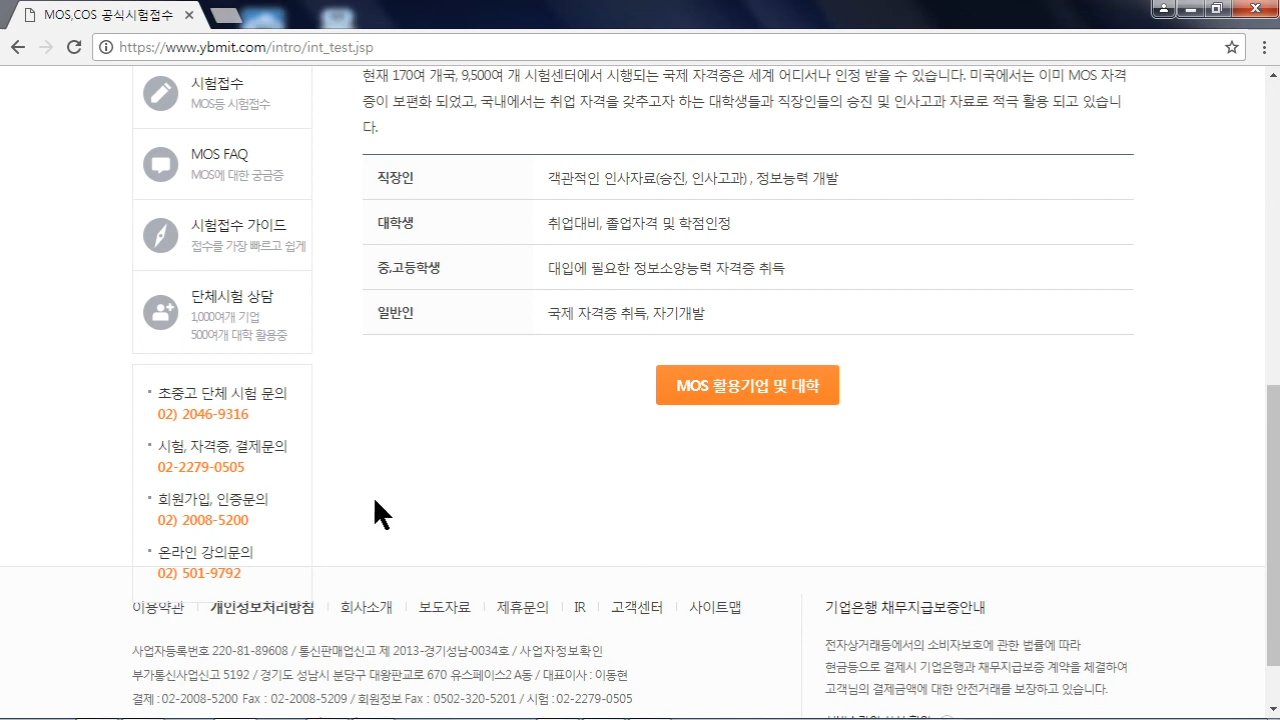 MOS,COS 공식시험접수
https://www.ybmit.com/intro/int_test.jsp
시험접수
MOS등 시험접수
MOS FAQ
MOS에 대한 궁금증
시험접수 가이드
접수를 가장 빠르고 쉽게
단체시험 상담
1,000여개 기업
500여개 대학 활용중
초중고 단체 시험 문의
02) 2046-9316
시험, 자격증, 결제문의
02-2279-0505
회원가입, 인증문의
02) 2008-5200
온라인 강의문의
02) 501-9792
현재 170여 개국, 9,500여 개 시험센터에서 시행되는 국제 자격증은 세계 어디서나 인정 받을 수 있습니다. 미국에서는 이미 MOS 자격
증이 보편화 되었고, 국내에서는 취업 자격을 갖추고자 하는 대학생들과 직장인들의 승진 및 인사고과 자료로 적극 활용 되고 있습니
다.
직장인 객관적인 인사자료(승진, 인사고과) , 정보능력 개발
대학생 취업대비, 졸업자격 및 학점인정
중,고등학생 대입에 필요한 정보소양능력 자격증 취득
일반인 국제 자격증 취득, 자기개발
MOS 활용기업 및 대학
이용약관 개인정보처리방침 회사소개 보도자료 제휴문의 IR 고객센터 사이트맵
사업자등록번호 220-81-89608 / 통신판매업신고 제 2013-경기성남-0034호 / 사업자정보확인
부가통신사업신고 5192 / 경기도 성남시 분당구 대왕판교로 670 유스페이스2 A동 / 대표이사 : 이동현
결제 : 02-2008-5200 Fax : 02-2008-5209 / 회원정보 Fax : 0502-320-5201 / 시험 : 02-2279-0505
기업은행 채무지급보증안내
전자상거래등에서의 소비자보호에 관한 법률에 따라
현금등으로 결제시 기업은행과 채무지급보증 계약을 체결하여
고객님의 결제금액에 대한 안전거래를 보장하고 있습니다.